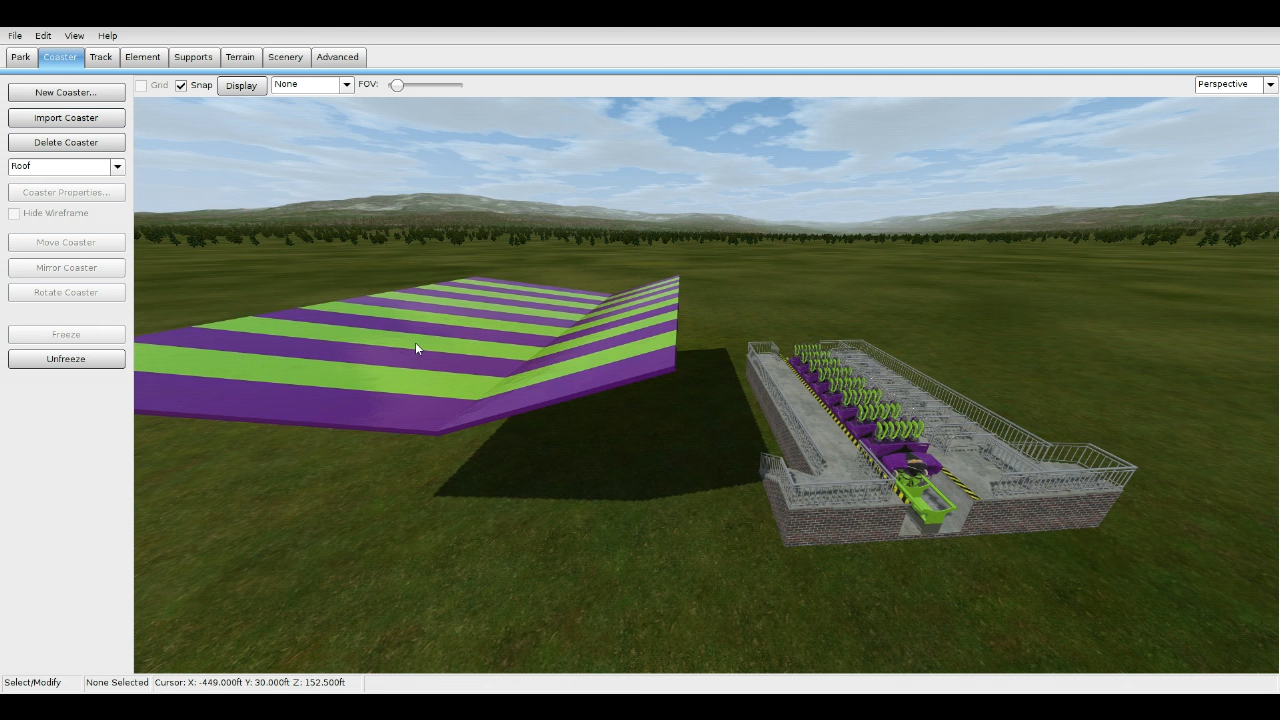 File Edit View Help
Park Coaster Track Element Supports Terrain Scenery Advanced
Grid Snap Display None FOV: Perspective
New Coaster...
Import Coaster
Delete Coaster
Roof
Coaster Properties...
Hide Wireframe
Move Coaster
Mirror Coaster
Rotate Coaster
Freeze
Unfreeze
Select/Modify None Selected Cursor: X: -449.000ft Y: 30.000ft Z: 152.500ft